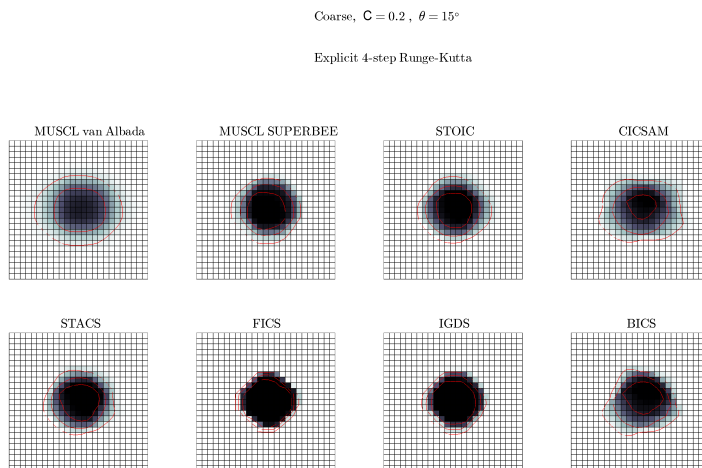 Coarse, C = 0.2 , θ = 15°
Explicit 4-step Runge-Kutta
MUSCL van Albada MUSCL SUPERBEE STOIC CICSAM
STACS FICS IGDS BICS